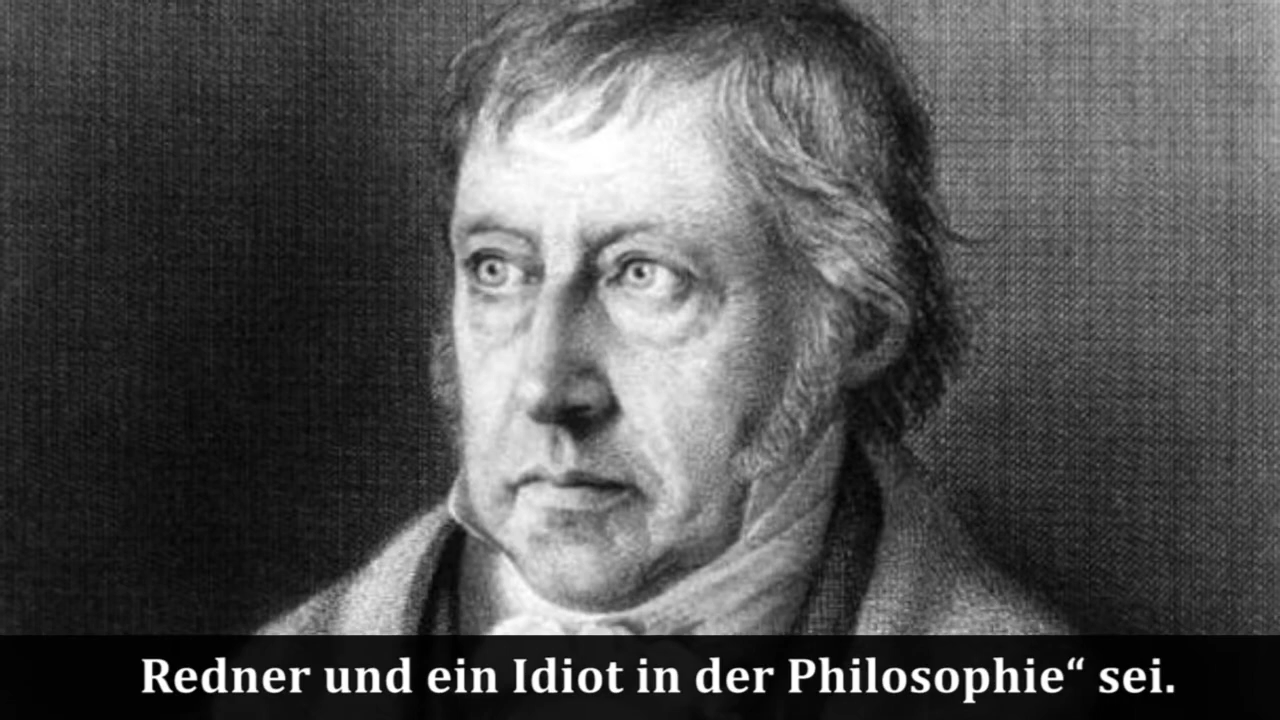 Redner und ein Idiot in der Philosophie“ sei.